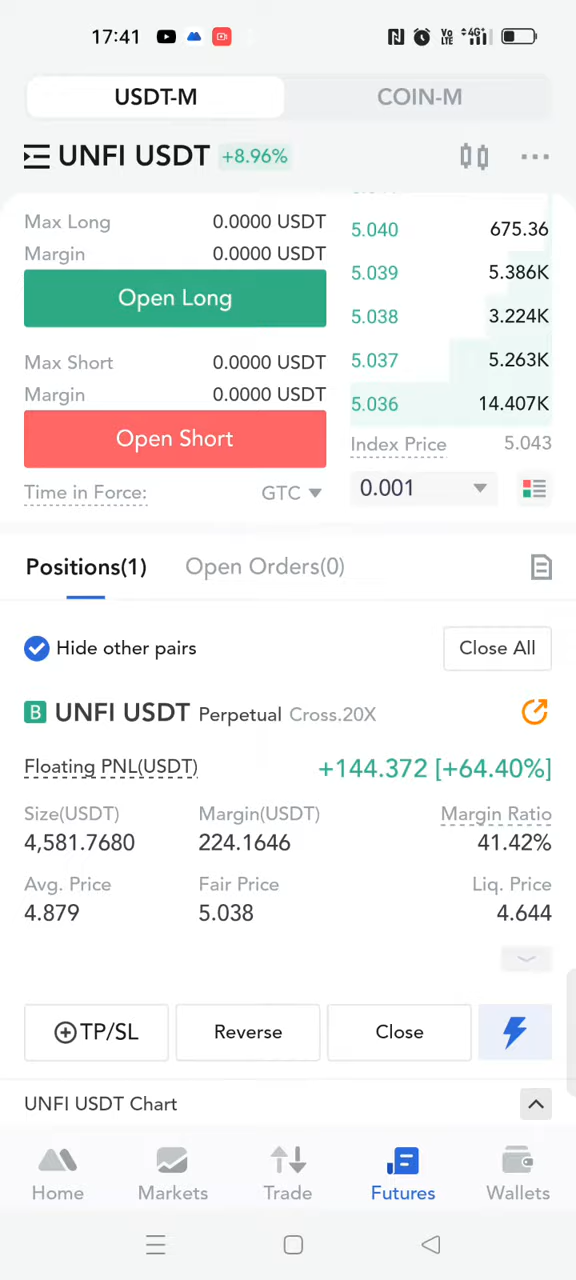 17:41 Vo LTE 4G+
USDT-M COIN-M
UNFI USDT +8.96%
Max Long 0.0000 USDT
Margin 0.0000 USDT
Open Long
Max Short 0.0000 USDT
Margin 0.0000 USDT
Open Short
Time in Force: GTC
5.040 675.36
5.039 5.386K
5.038 3.224K
5.037 5.263K
5.036 14.407K
Index Price 5.043
0.001
Positions(1) Open Orders(0)
Hide other pairs Close All
B UNFI USDT Perpetual Cross.20X
Floating PNL(USDT) +144.372 [+64.40%]
Size(USDT) Margin(USDT) Margin Ratio
4,581.7680 224.1646 41.42%
Avg. Price Fair Price Liq. Price
4.879 5.038 4.644
TP/SL Reverse Close
UNFI USDT Chart
Home Markets Trade Futures Wallets